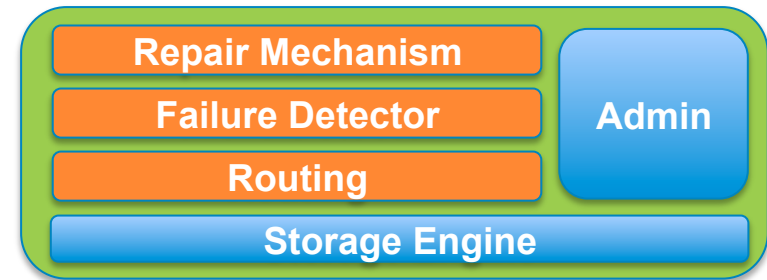 Repair Mechanism
Failure Detector
Admin
Routing
Storage Engine